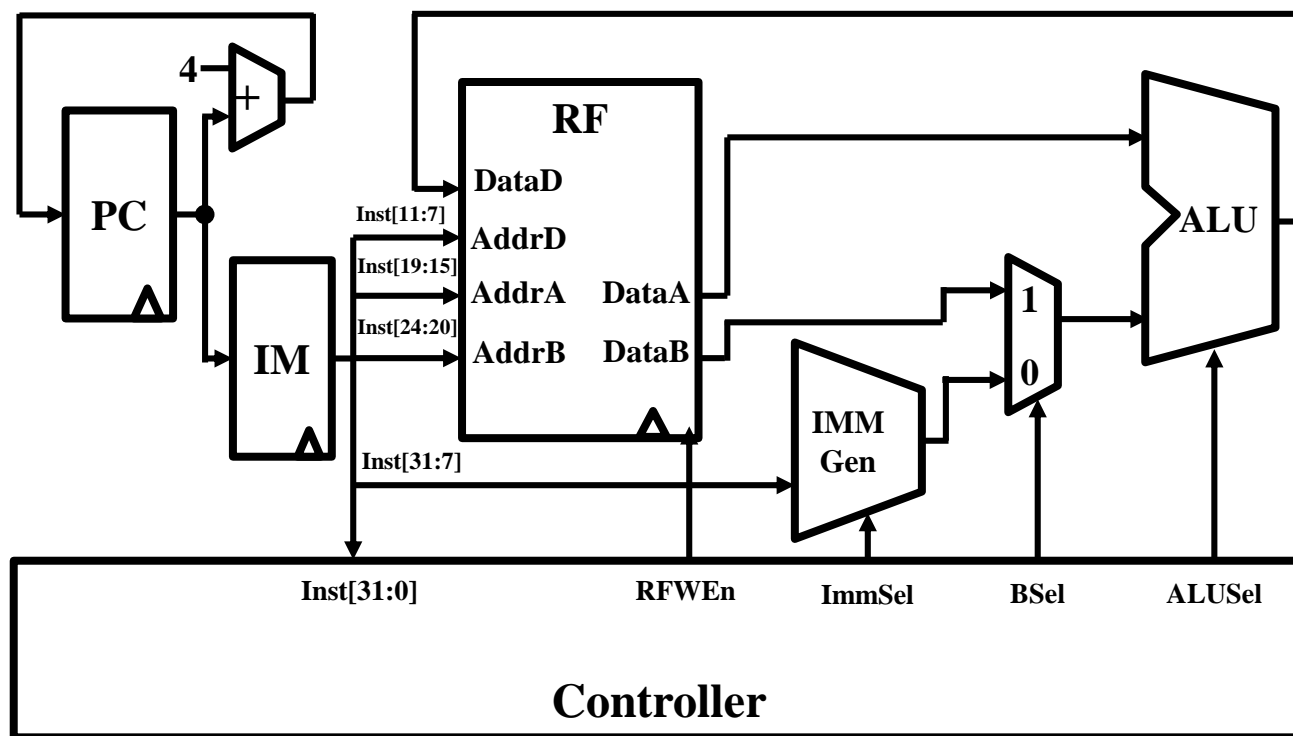 4
+
PC
IM
RF
DataD
Inst[11:7]
AddrD
Inst[19:15]
AddrA
DataA
Inst[24:20]
AddrB
DataB
Inst[31:7]
IMM
Gen
1
0
ALU
Inst[31:0]
RFWEn
ImmSel
BSel
ALUSel
Controller